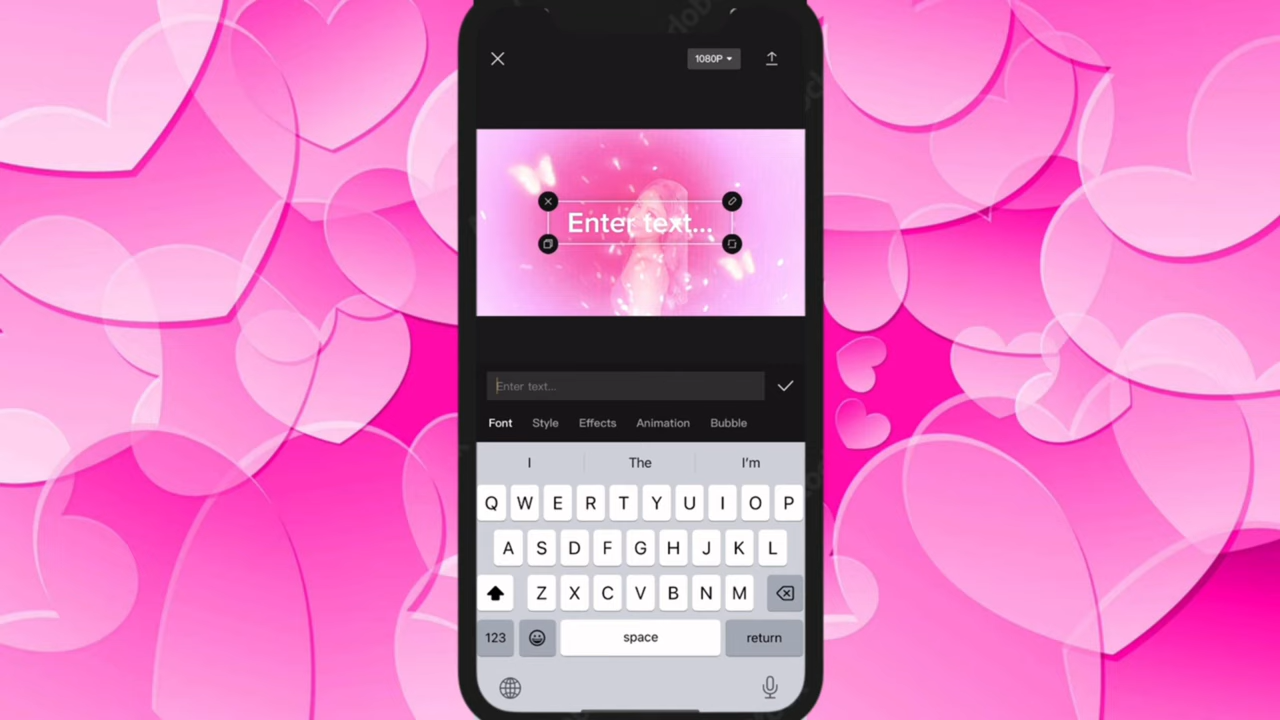 1080P
Enter text...
Enter text...
Font Style Effects Animation Bubble
I The I'm
Q W E R T Y U I O P
A S D F G H J K L
Z X C V B N M
123 space return